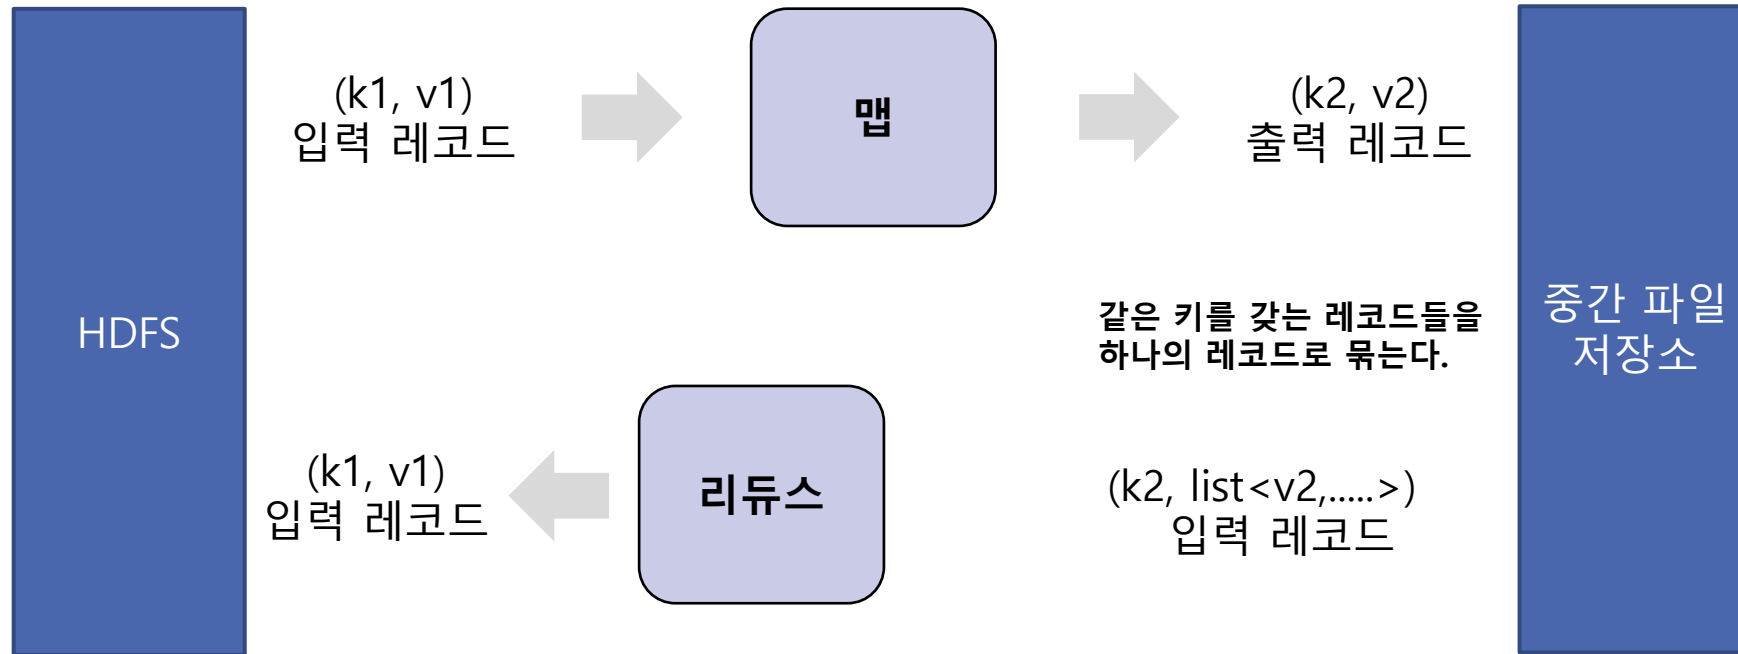 HDFS
(k1, v1)
입력 레코드
맵
(k2, v2)
출력 레코드
같은 키를 갖는 레코드들을
하나의 레코드로 묶는다.
중간 파일
저장소
(k1, v1)
입력 레코드
리듀스
(k2, list<v2,.....>)
입력 레코드